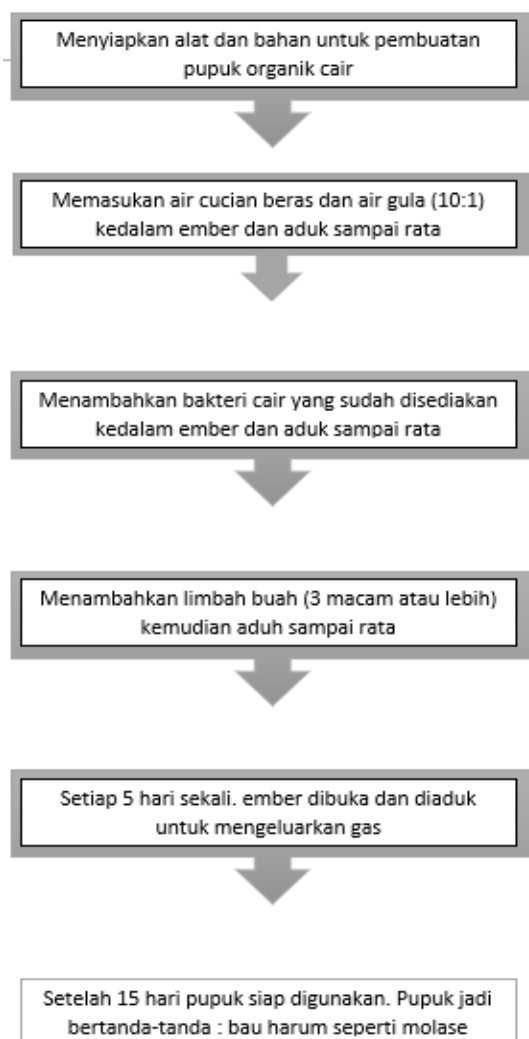 Menyiapkan alat dan bahan untuk pembuatan
pupuk organik cair
Memasukan air cucian beras dan air gula (10:1)
kedalam ember dan aduk sampai rata
Menambahkan bakteri cair yang sudah disediakan
kedalam ember dan aduk sampai rata
Menambahkan limbah buah (3 macam atau lebih)
kemudian aduh sampai rata
Setiap 5 hari sekali. ember dibuka dan diaduk
untuk mengeluarkan gas
Setelah 15 hari pupuk siap digunakan. Pupuk jadi
bertanda-tanda : bau harum seperti molase